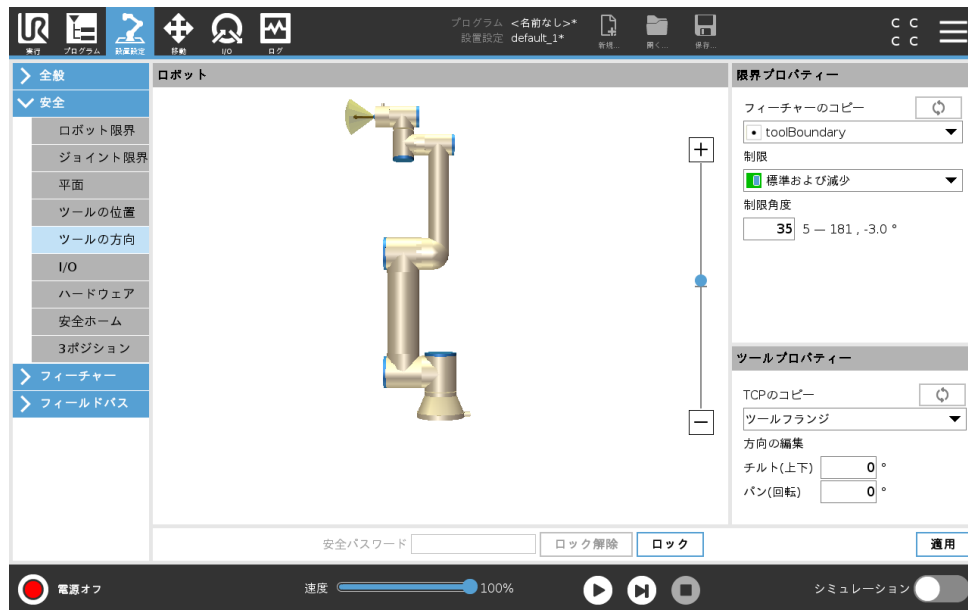 UR
実行
プログラム
設置設定
移動
I/O
ログ
プログラム <名前なし>*
設置設定 default_1*
新規...
開く...
保存...
C C
C C
全般
安全
ロボット限界
ジョイント限界
平面
ツールの位置
ツールの方向
I/O
ハードウェア
安全ホーム
3ポジション
フィーチャー
フィールドバス
ロボット
+
−
安全パスワード
ロック解除
ロック
限界プロパティー
フィーチャーのコピー
toolBoundary
制限
標準および減少
制限角度
35 5 — 181 , -3.0 °
ツールプロパティー
TCPのコピー
ツールフランジ
方向の編集
チルト(上下) 0 °
パン(回転) 0 °
適用
電源オフ
速度 100%
シミュレーション